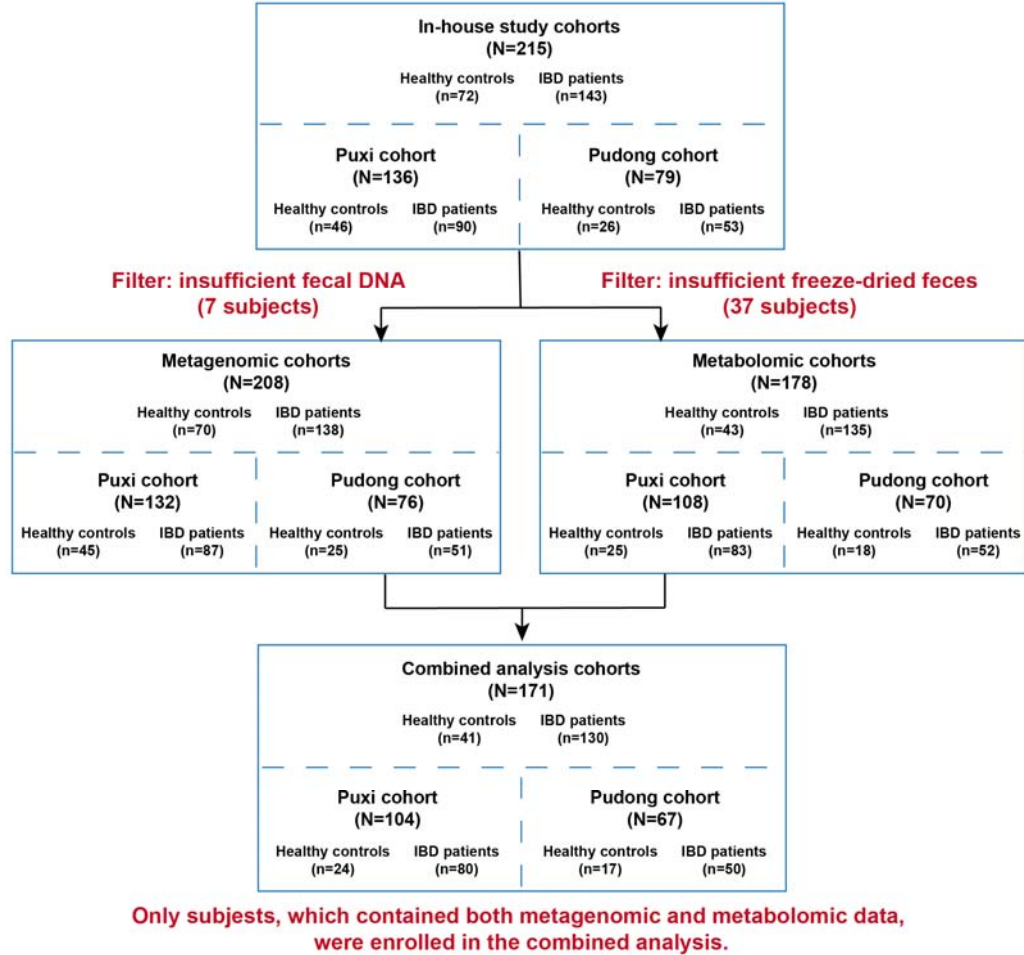 In-house study cohorts
(N=215)
Healthy controls IBD patients
(n=72) (n=143)
Puxi cohort Pudong cohort
(N=136) (N=79)
Healthy controls IBD patients Healthy controls IBD patients
(n=46) (n=90) (n=26) (n=53)
Filter: insufficient fecal DNA Filter: insufficient freeze-dried feces
(7 subjects) (37 subjects)
Metagenomic cohorts
(N=208)
Healthy controls IBD patients
(n=70) (n=138)
Puxi cohort Pudong cohort
(N=132) (N=76)
Healthy controls IBD patients Healthy controls IBD patients
(n=45) (n=87) (n=25) (n=51)
Metabolomic cohorts
(N=178)
Healthy controls IBD patients
(n=43) (n=135)
Puxi cohort Pudong cohort
(N=108) (N=70)
Healthy controls IBD patients Healthy controls IBD patients
(n=25) (n=83) (n=18) (n=52)
Combined analysis cohorts
(N=171)
Healthy controls IBD patients
(n=41) (n=130)
Puxi cohort Pudong cohort
(N=104) (N=67)
Healthy controls IBD patients Healthy controls IBD patients
(n=24) (n=80) (n=17) (n=50)
Only subjests, which contained both metagenomic and metabolomic data,
were enrolled in the combined analysis.